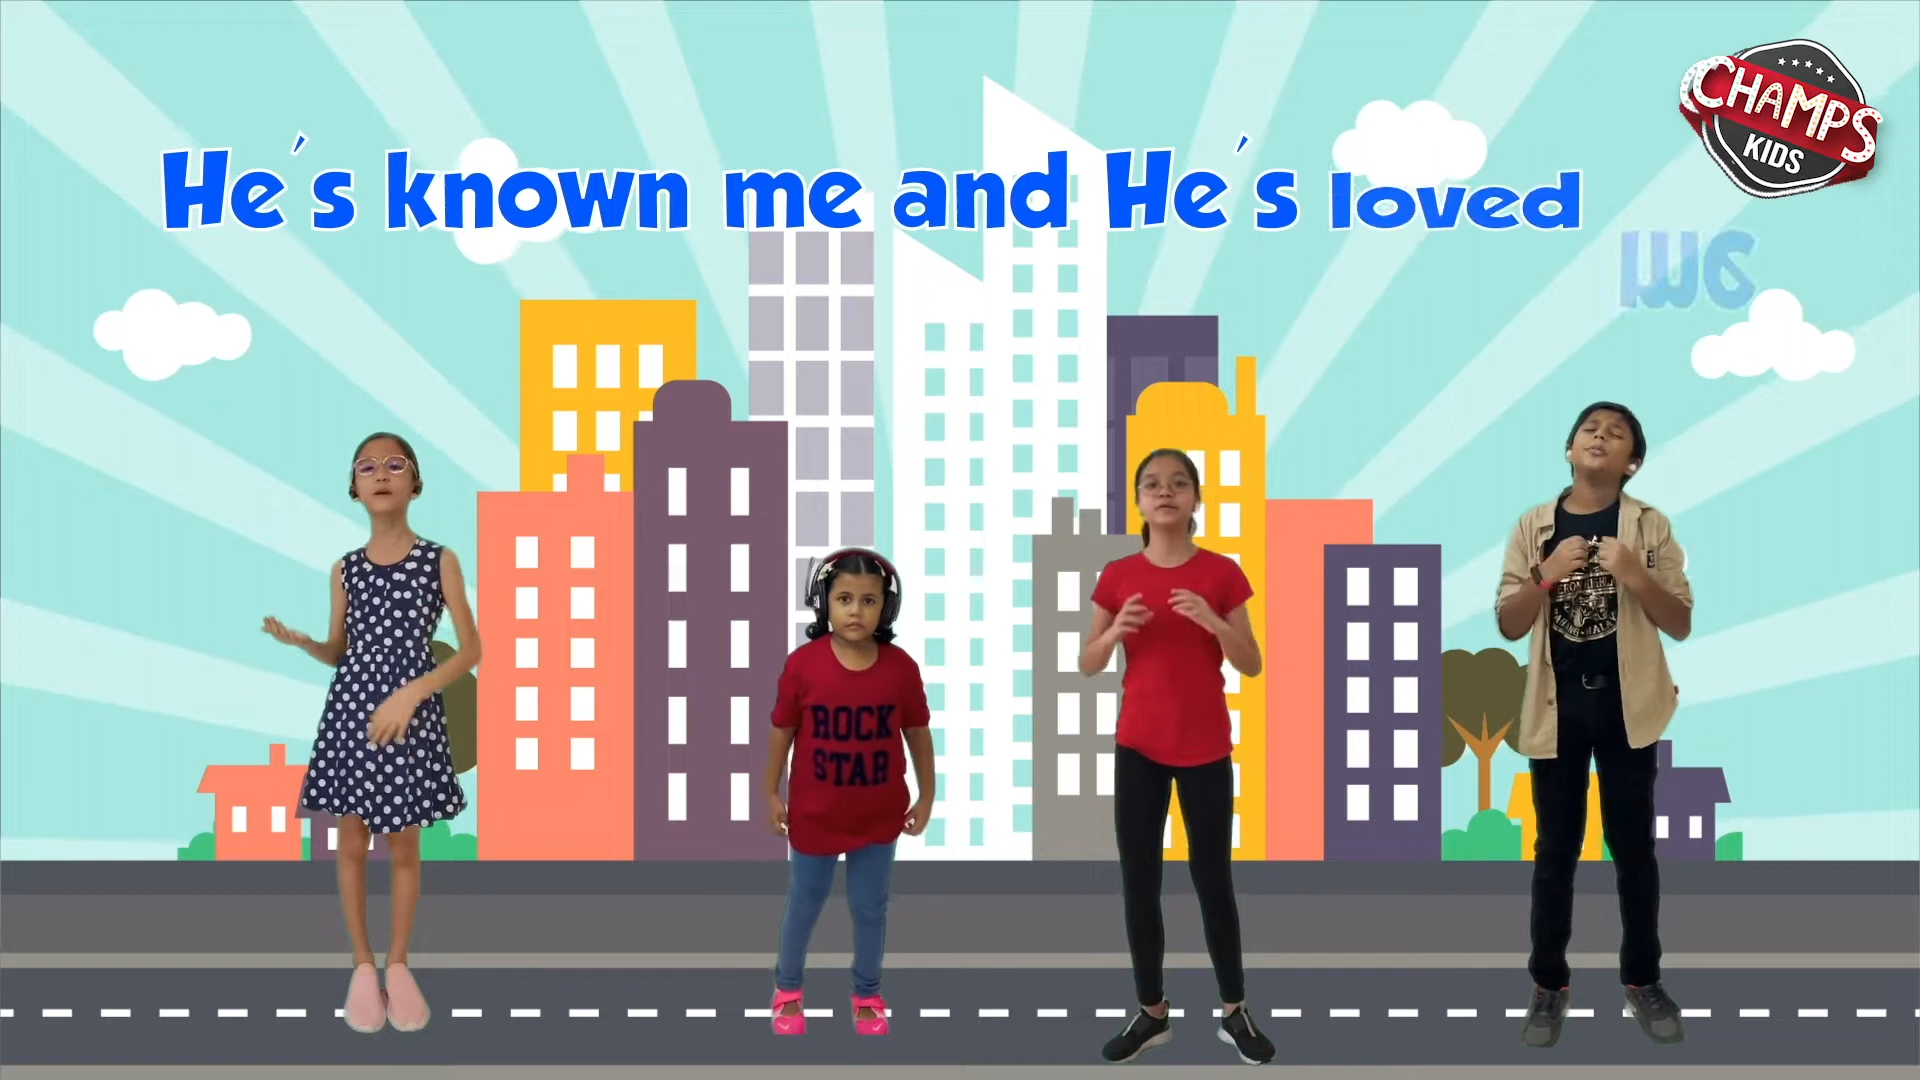 CHAMPS
KIDS
He's known me and He's loved
me
ROCK
STAR